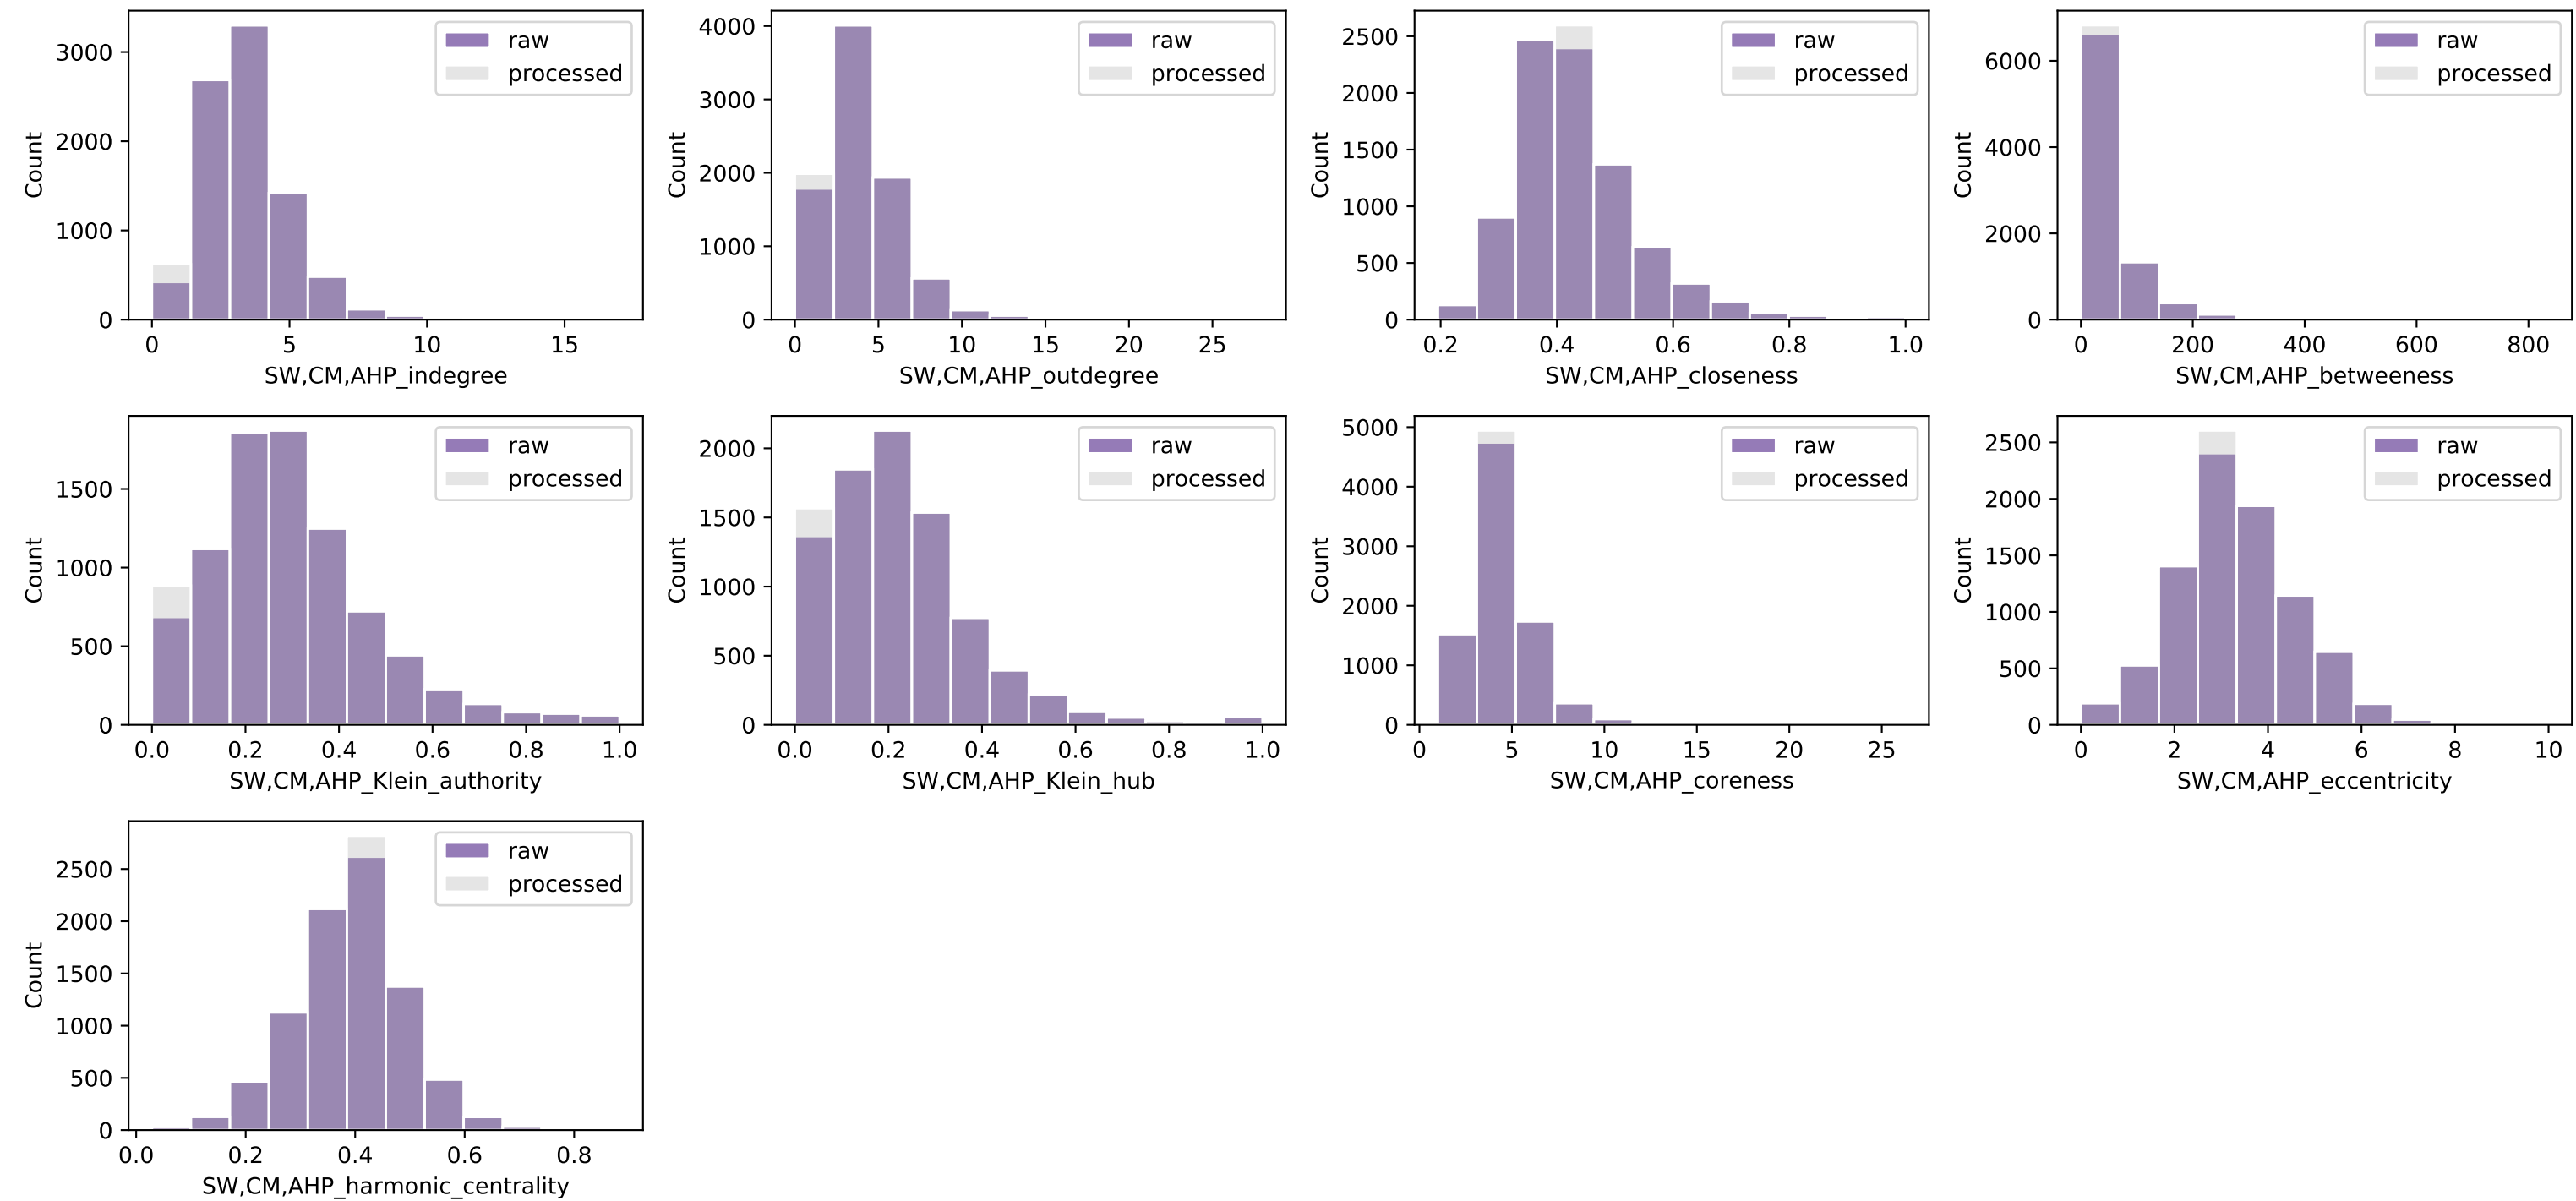 3000
2000
1000
0
Count
0 5 10 15
SW,CM,AHP_indegree
raw
processed
4000
3000
2000
1000
0
Count
0 5 10 15 20 25
SW,CM,AHP_outdegree
raw
processed
2500
2000
1500
1000
500
0
Count
0.2 0.4 0.6 0.8 1.0
SW,CM,AHP_closeness
raw
processed
6000
4000
2000
0
Count
0 200 400 600 800
SW,CM,AHP_betweeness
raw
processed
1500
1000
500
0
Count
0.0 0.2 0.4 0.6 0.8 1.0
SW,CM,AHP_Klein_authority
raw
processed
2000
1500
1000
500
0
Count
0.0 0.2 0.4 0.6 0.8 1.0
SW,CM,AHP_Klein_hub
raw
processed
5000
4000
3000
2000
1000
0
Count
0 5 10 15 20 25
SW,CM,AHP_coreness
raw
processed
2500
2000
1500
1000
500
0
Count
0 2 4 6 8 10
SW,CM,AHP_eccentricity
raw
processed
2500
2000
1500
1000
500
0
Count
0.0 0.2 0.4 0.6 0.8
SW,CM,AHP_harmonic_centrality
raw
processed